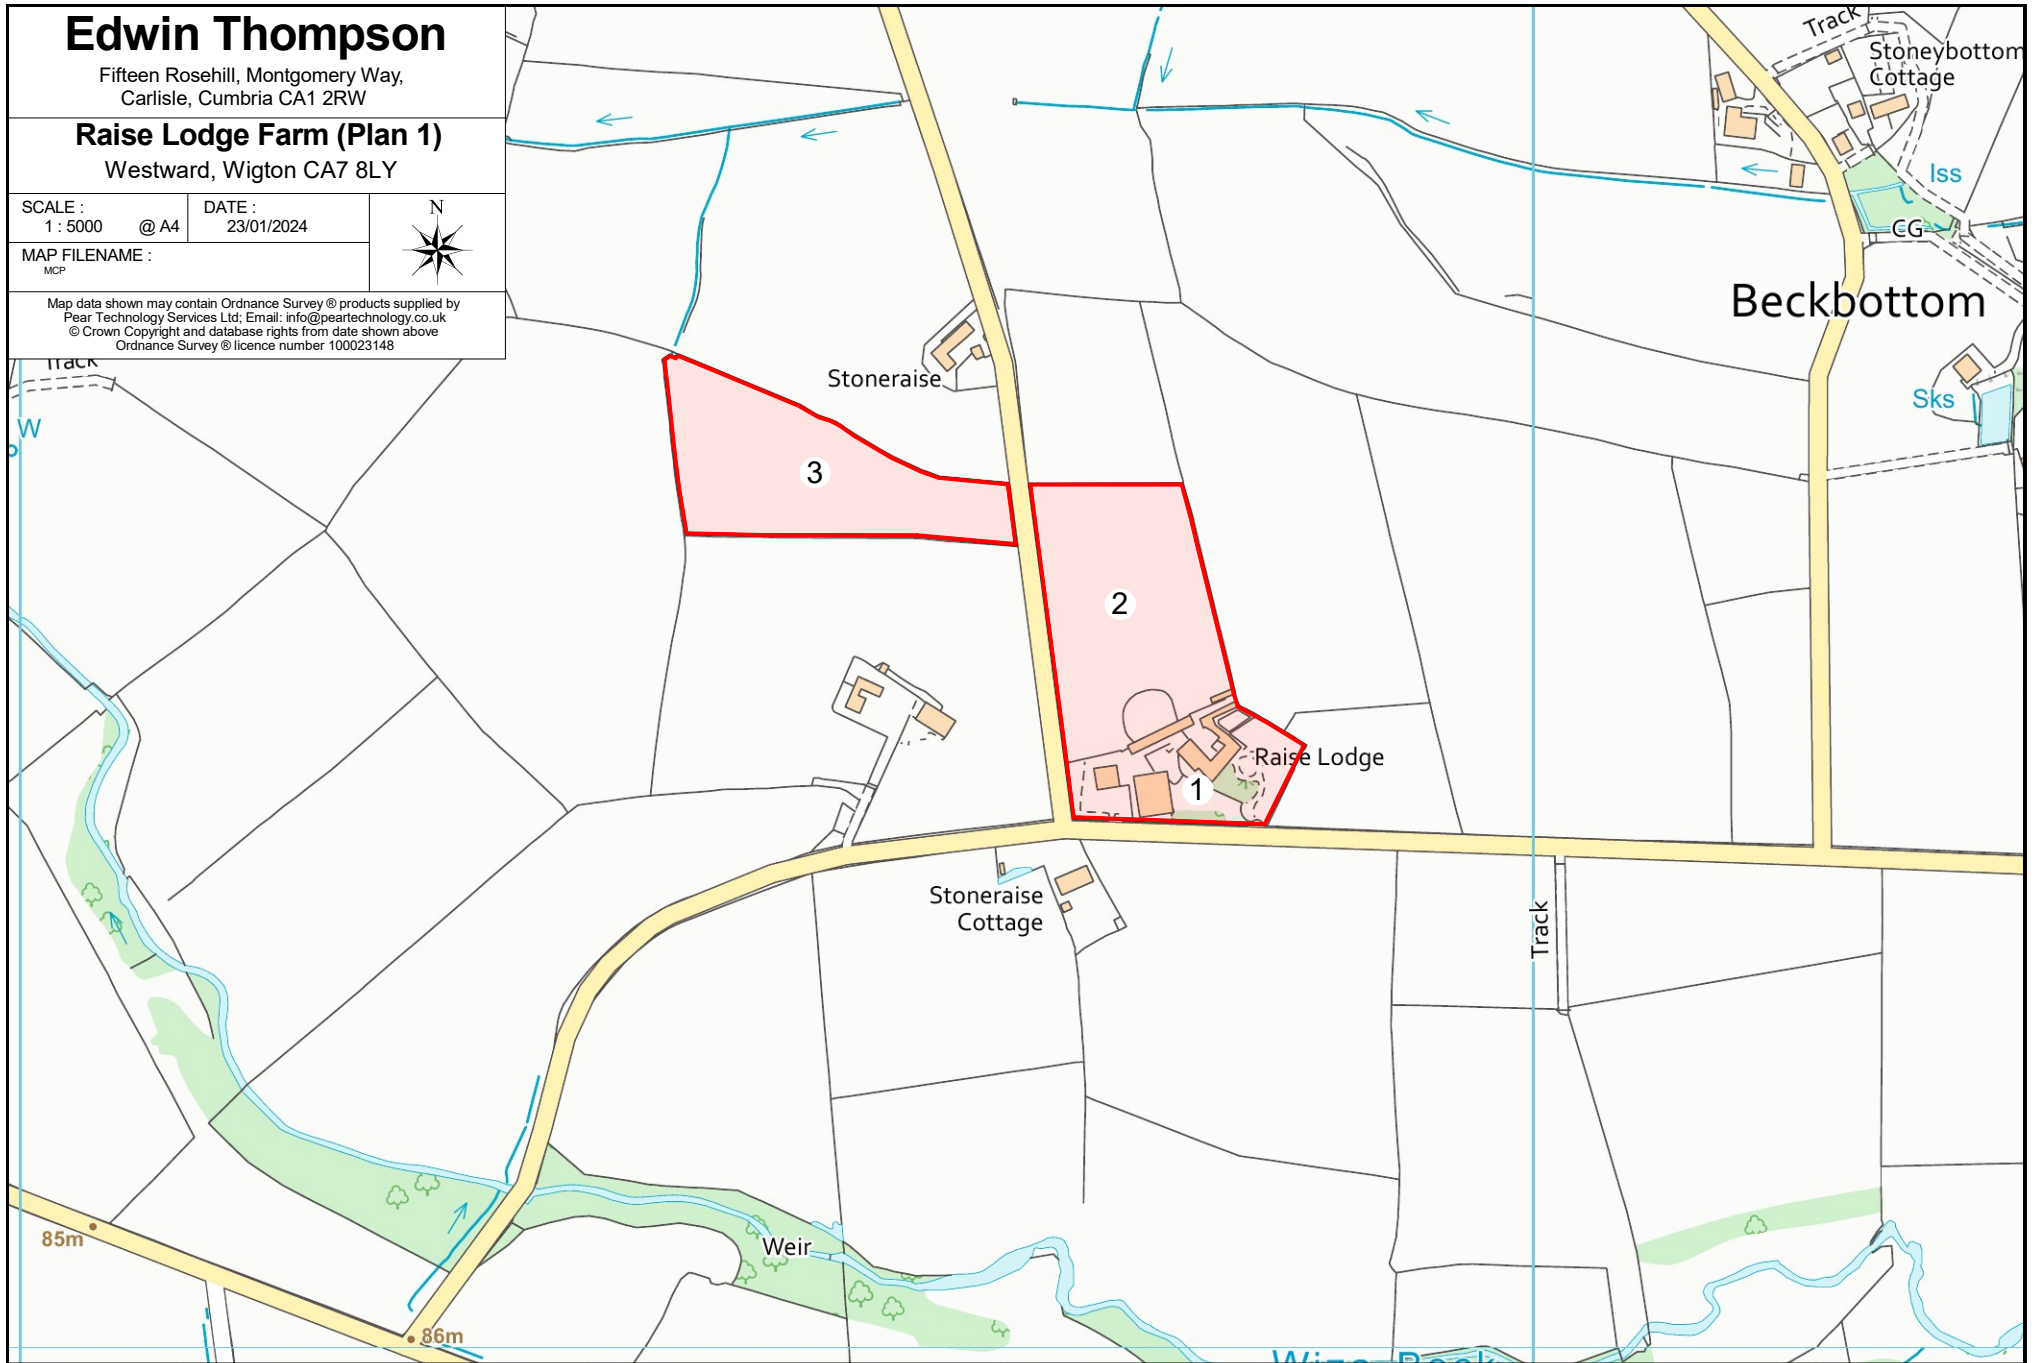 Edwin Thompson
Fifteen Rosehill, Montgomery Way,
Carlisle, Cumbria CA1 2RW
Raise Lodge Farm (Plan 1)
Westward, Wigton CA7 8LY
SCALE :
1 : 5000 @ A4
DATE :
23/01/2024
N
MAP FILENAME :
MCP
Map data shown may contain Ordnance Survey ® products supplied by
Pear Technology Services Ltd; Email: info@peartechnology.co.uk
© Crown Copyright and database rights from date shown above
Ordnance Survey ® licence number 100023148
Track
Stoneybottom
Cottage
Iss
CG
Beckbottom
Track
Stoneraise
Sks
W
3
2
Raise Lodge
1
Stoneraise
Cottage
Track
85m
Weir
86m
Wiza Beck